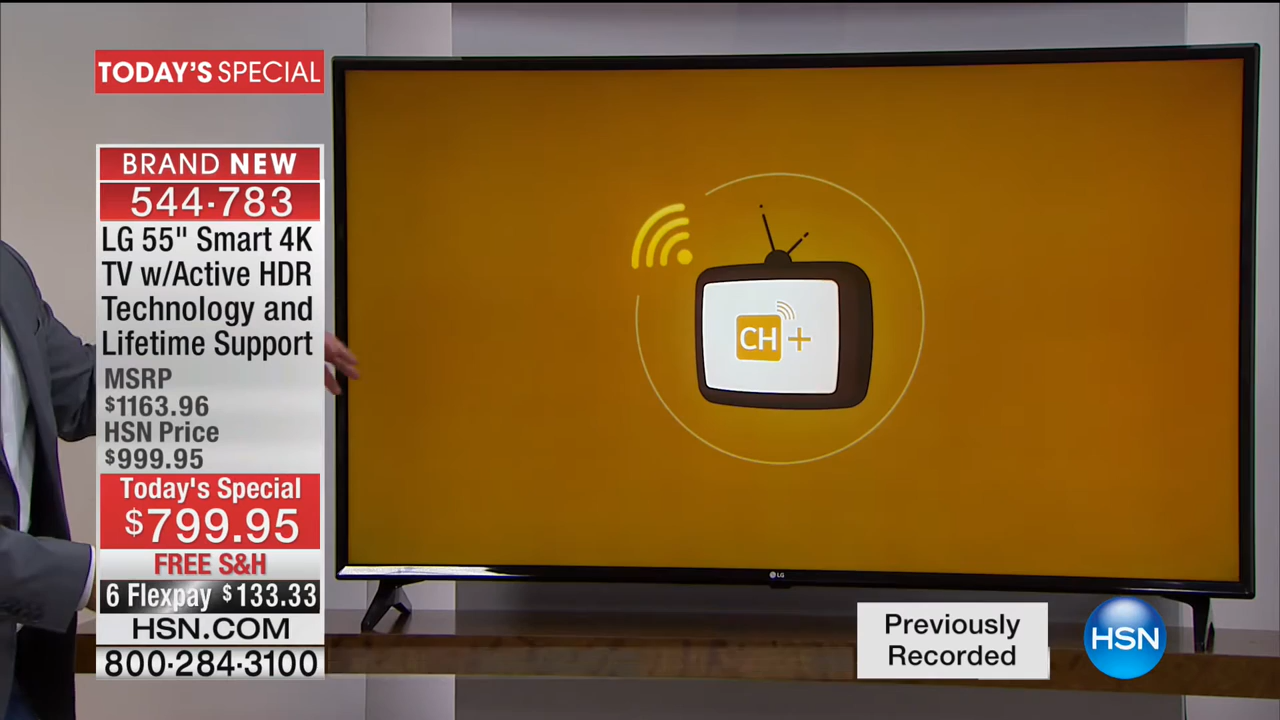 TODAY'S SPECIAL
BRAND NEW
544-783
LG 55" Smart 4K
TV w/Active HDR
Technology and
Lifetime Support
MSRP
$1163.96
HSN Price
$999.95
Today's Special
$799.95
FREE S&H
6 Flexpay $133.33
HSN.COM
800-284-3100
CH+
LG
Previously
Recorded
HSN